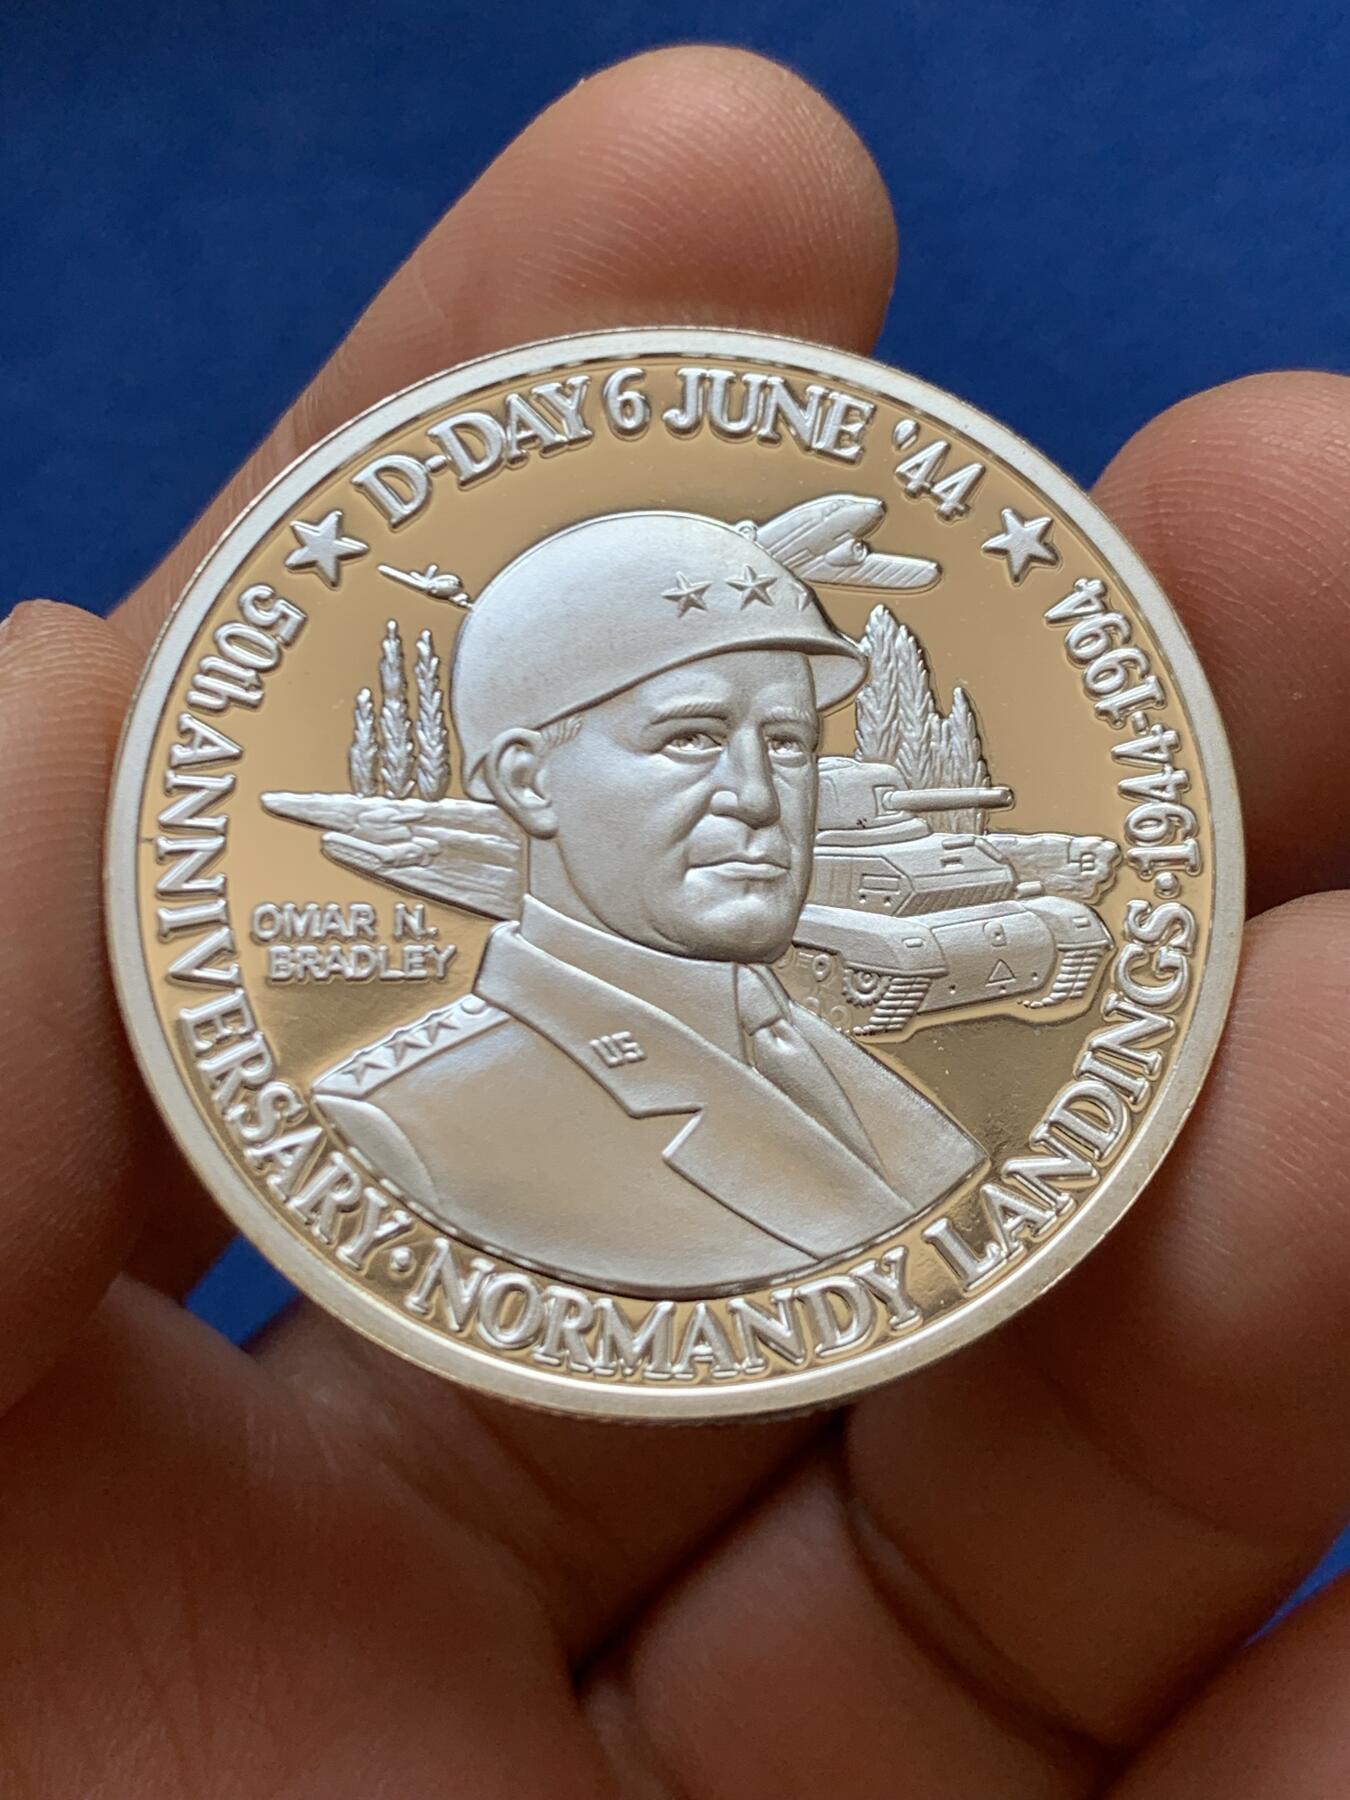 D-DAY 6 JUNE '44
50th ANNIVERSARY · NORMANDY LANDINGS · 1944-1994
OMAR N.
BRADLEY
US